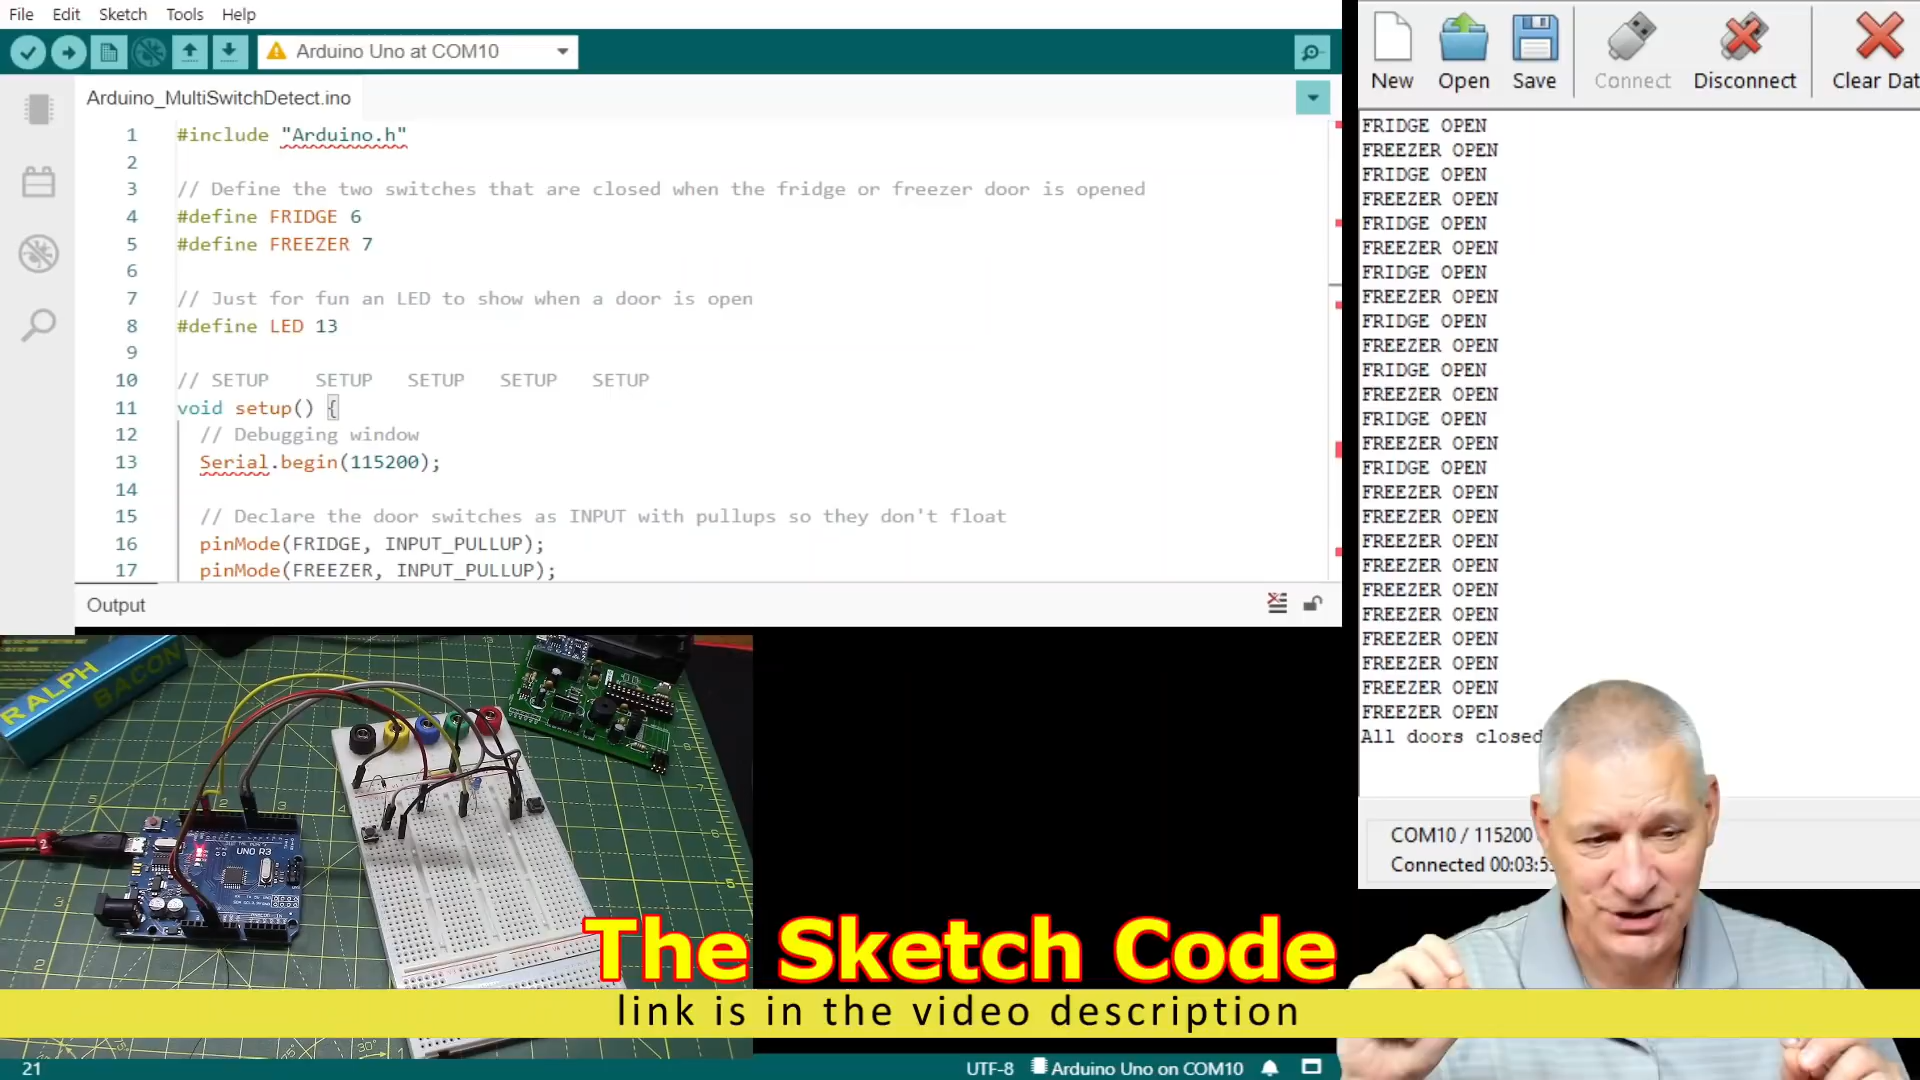 File Edit Sketch Tools Help
Arduino Uno at COM10
Arduino_MultiSwitchDetect.ino
1 #include "Arduino.h"
2
3 // Define the two switches that are closed when the fridge or freezer door is opened
4 #define FRIDGE 6
5 #define FREEZER 7
6
7 // Just for fun an LED to show when a door is open
8 #define LED 13
9
10 // SETUP SETUP SETUP SETUP SETUP
11 void setup() {
12 // Debugging window
13 Serial.begin(115200);
14
15 // Declare the door switches as INPUT with pullups so they don't float
16 pinMode(FRIDGE, INPUT_PULLUP);
17 pinMode(FREEZER, INPUT_PULLUP);
Output
New Open Save Connect Disconnect Clear Dat
FRIDGE OPEN
FREEZER OPEN
FRIDGE OPEN
FREEZER OPEN
FRIDGE OPEN
FREEZER OPEN
FRIDGE OPEN
FREEZER OPEN
FRIDGE OPEN
FREEZER OPEN
FRIDGE OPEN
FREEZER OPEN
FRIDGE OPEN
FREEZER OPEN
FRIDGE OPEN
FREEZER OPEN
FREEZER OPEN
FREEZER OPEN
FREEZER OPEN
FREEZER OPEN
FREEZER OPEN
FREEZER OPEN
FREEZER OPEN
FREEZER OPEN
FREEZER OPEN
All doors closed
COM10 / 115200
Connected 00:03:5
RALPH
BACON
UNO R3
The Sketch Code
link is in the video description
21 UTF-8 Arduino Uno on COM10